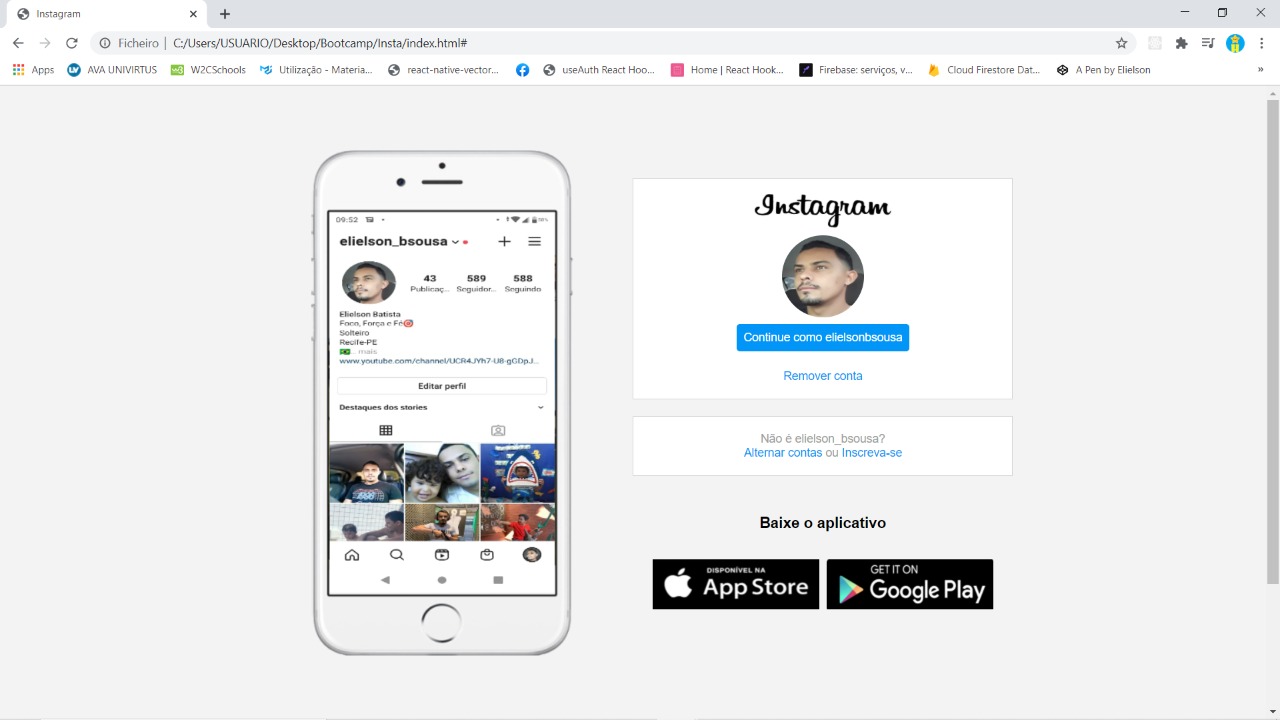 Instagram
Ficheiro | C:/Users/USUARIO/Desktop/Bootcamp/Insta/index.html#
Apps AVA UNIVIRTUS W2CSchools Utilização - Materia... react-native-vector... useAuth React Hoo... Home | React Hook... Firebase: serviços, v... Cloud Firestore Dat... A Pen by Elielson »
09:52
elielson_bsousa
43 589 588
Publicaç... Seguidor... Seguindo
Elielson Batista
Foco, Força e Fé
Solteiro
Recife-PE
... mais
www.youtube.com/channel/UCR4JYh7-U8-gGDpJ...
Editar perfil
Destaques dos stories
Instagram
Continue como elielsonbsousa
Remover conta
Não é elielson_bsousa?
Alternar contas ou Inscreva-se
Baixe o aplicativo
DISPONÍVEL NA
App Store
GET IT ON
Google Play